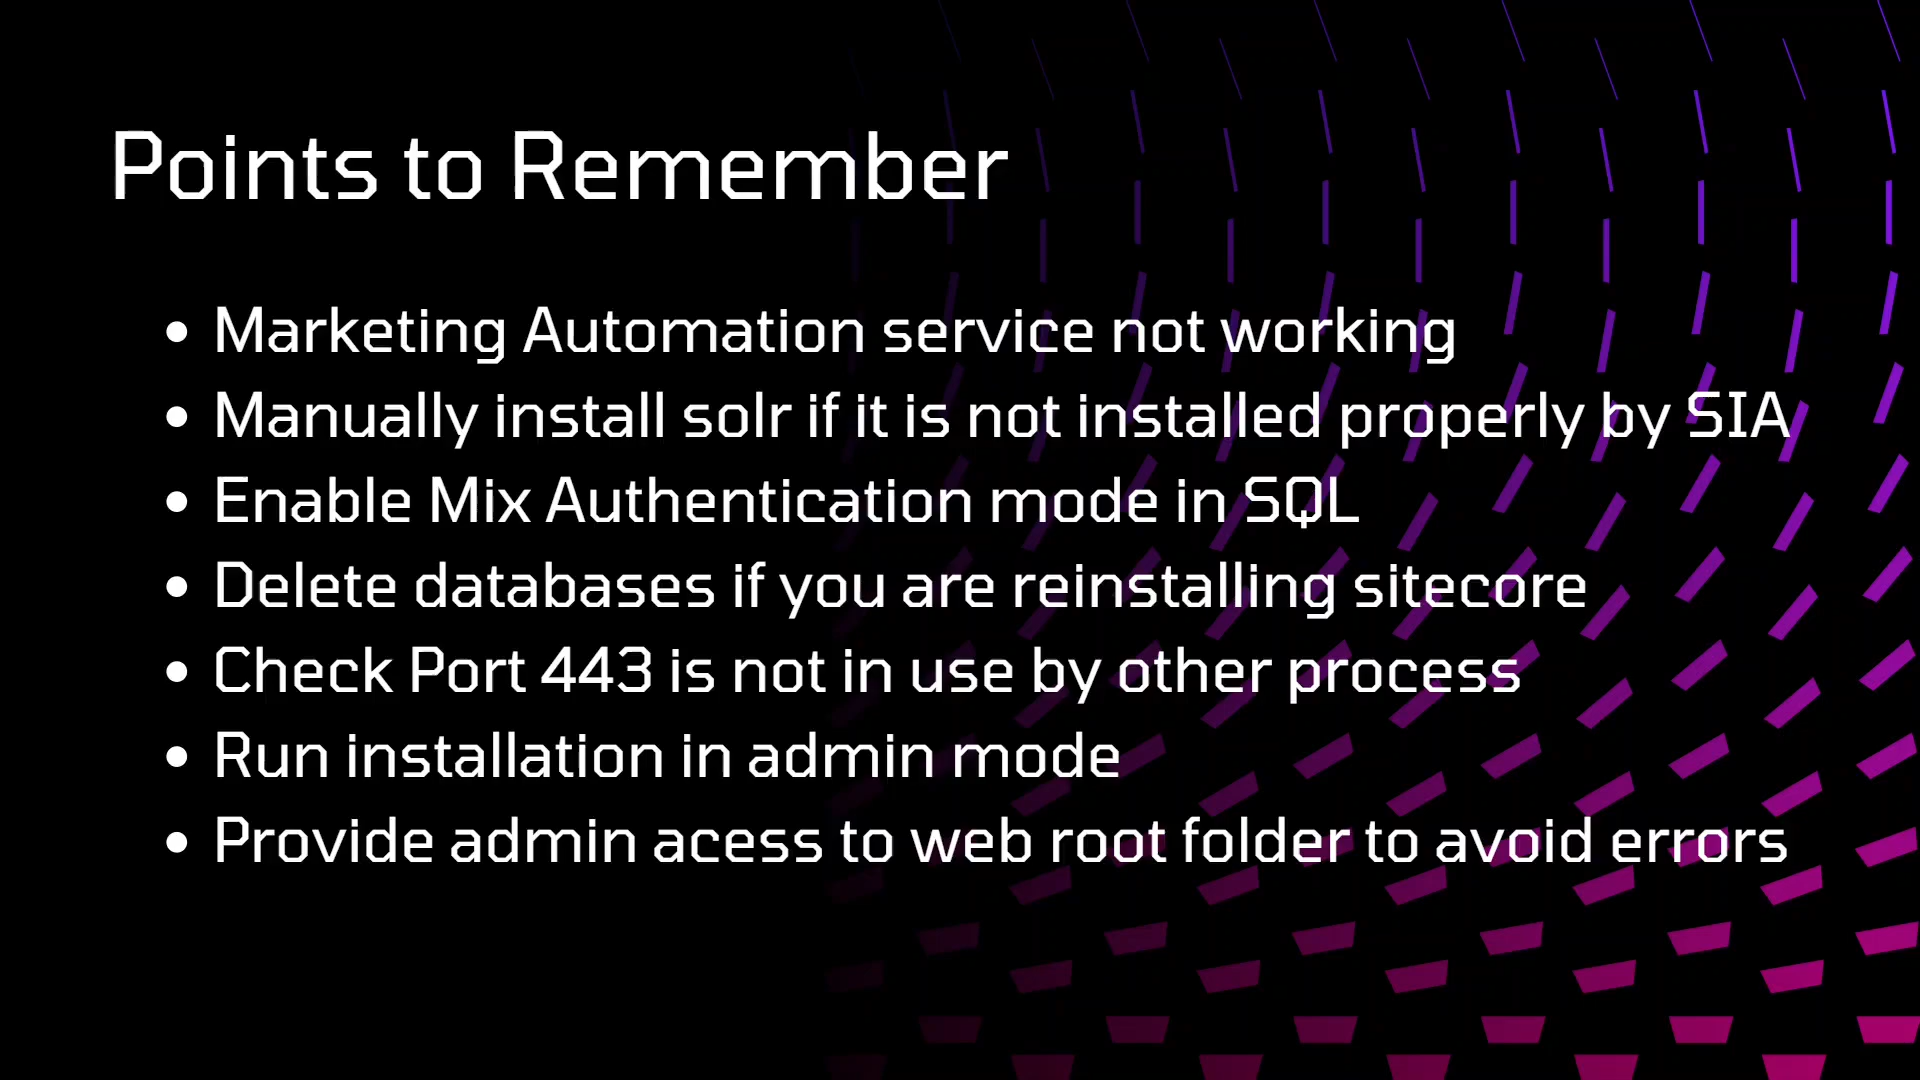 Points to Remember
• Marketing Automation service not working
• Manually install solr if it is not installed properly by SIA
• Enable Mix Authentication mode in SQL
• Delete databases if you are reinstalling sitecore
• Check Port 443 is not in use by other process
• Run installation in admin mode
• Provide admin acess to web root folder to avoid errors